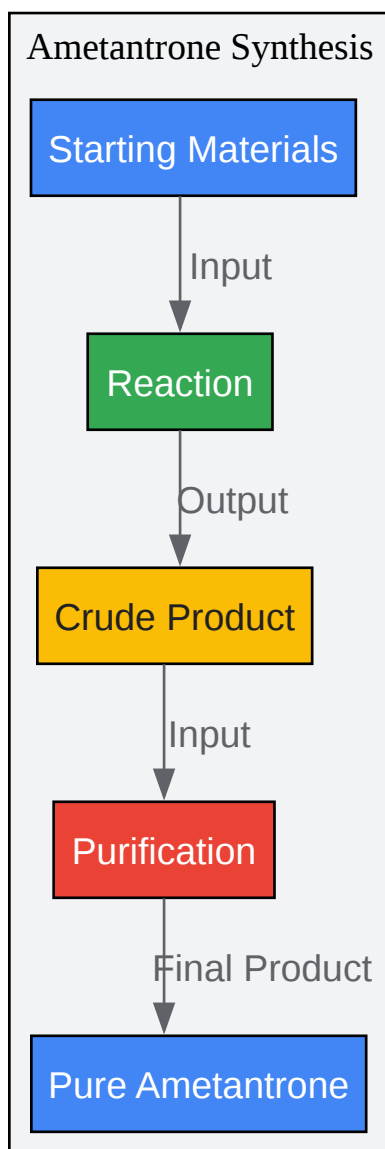 Ametantrone Synthesis
Starting Materials
Input
Reaction
Output
Crude Product
Input
Purification
Final Product
Pure Ametantrone